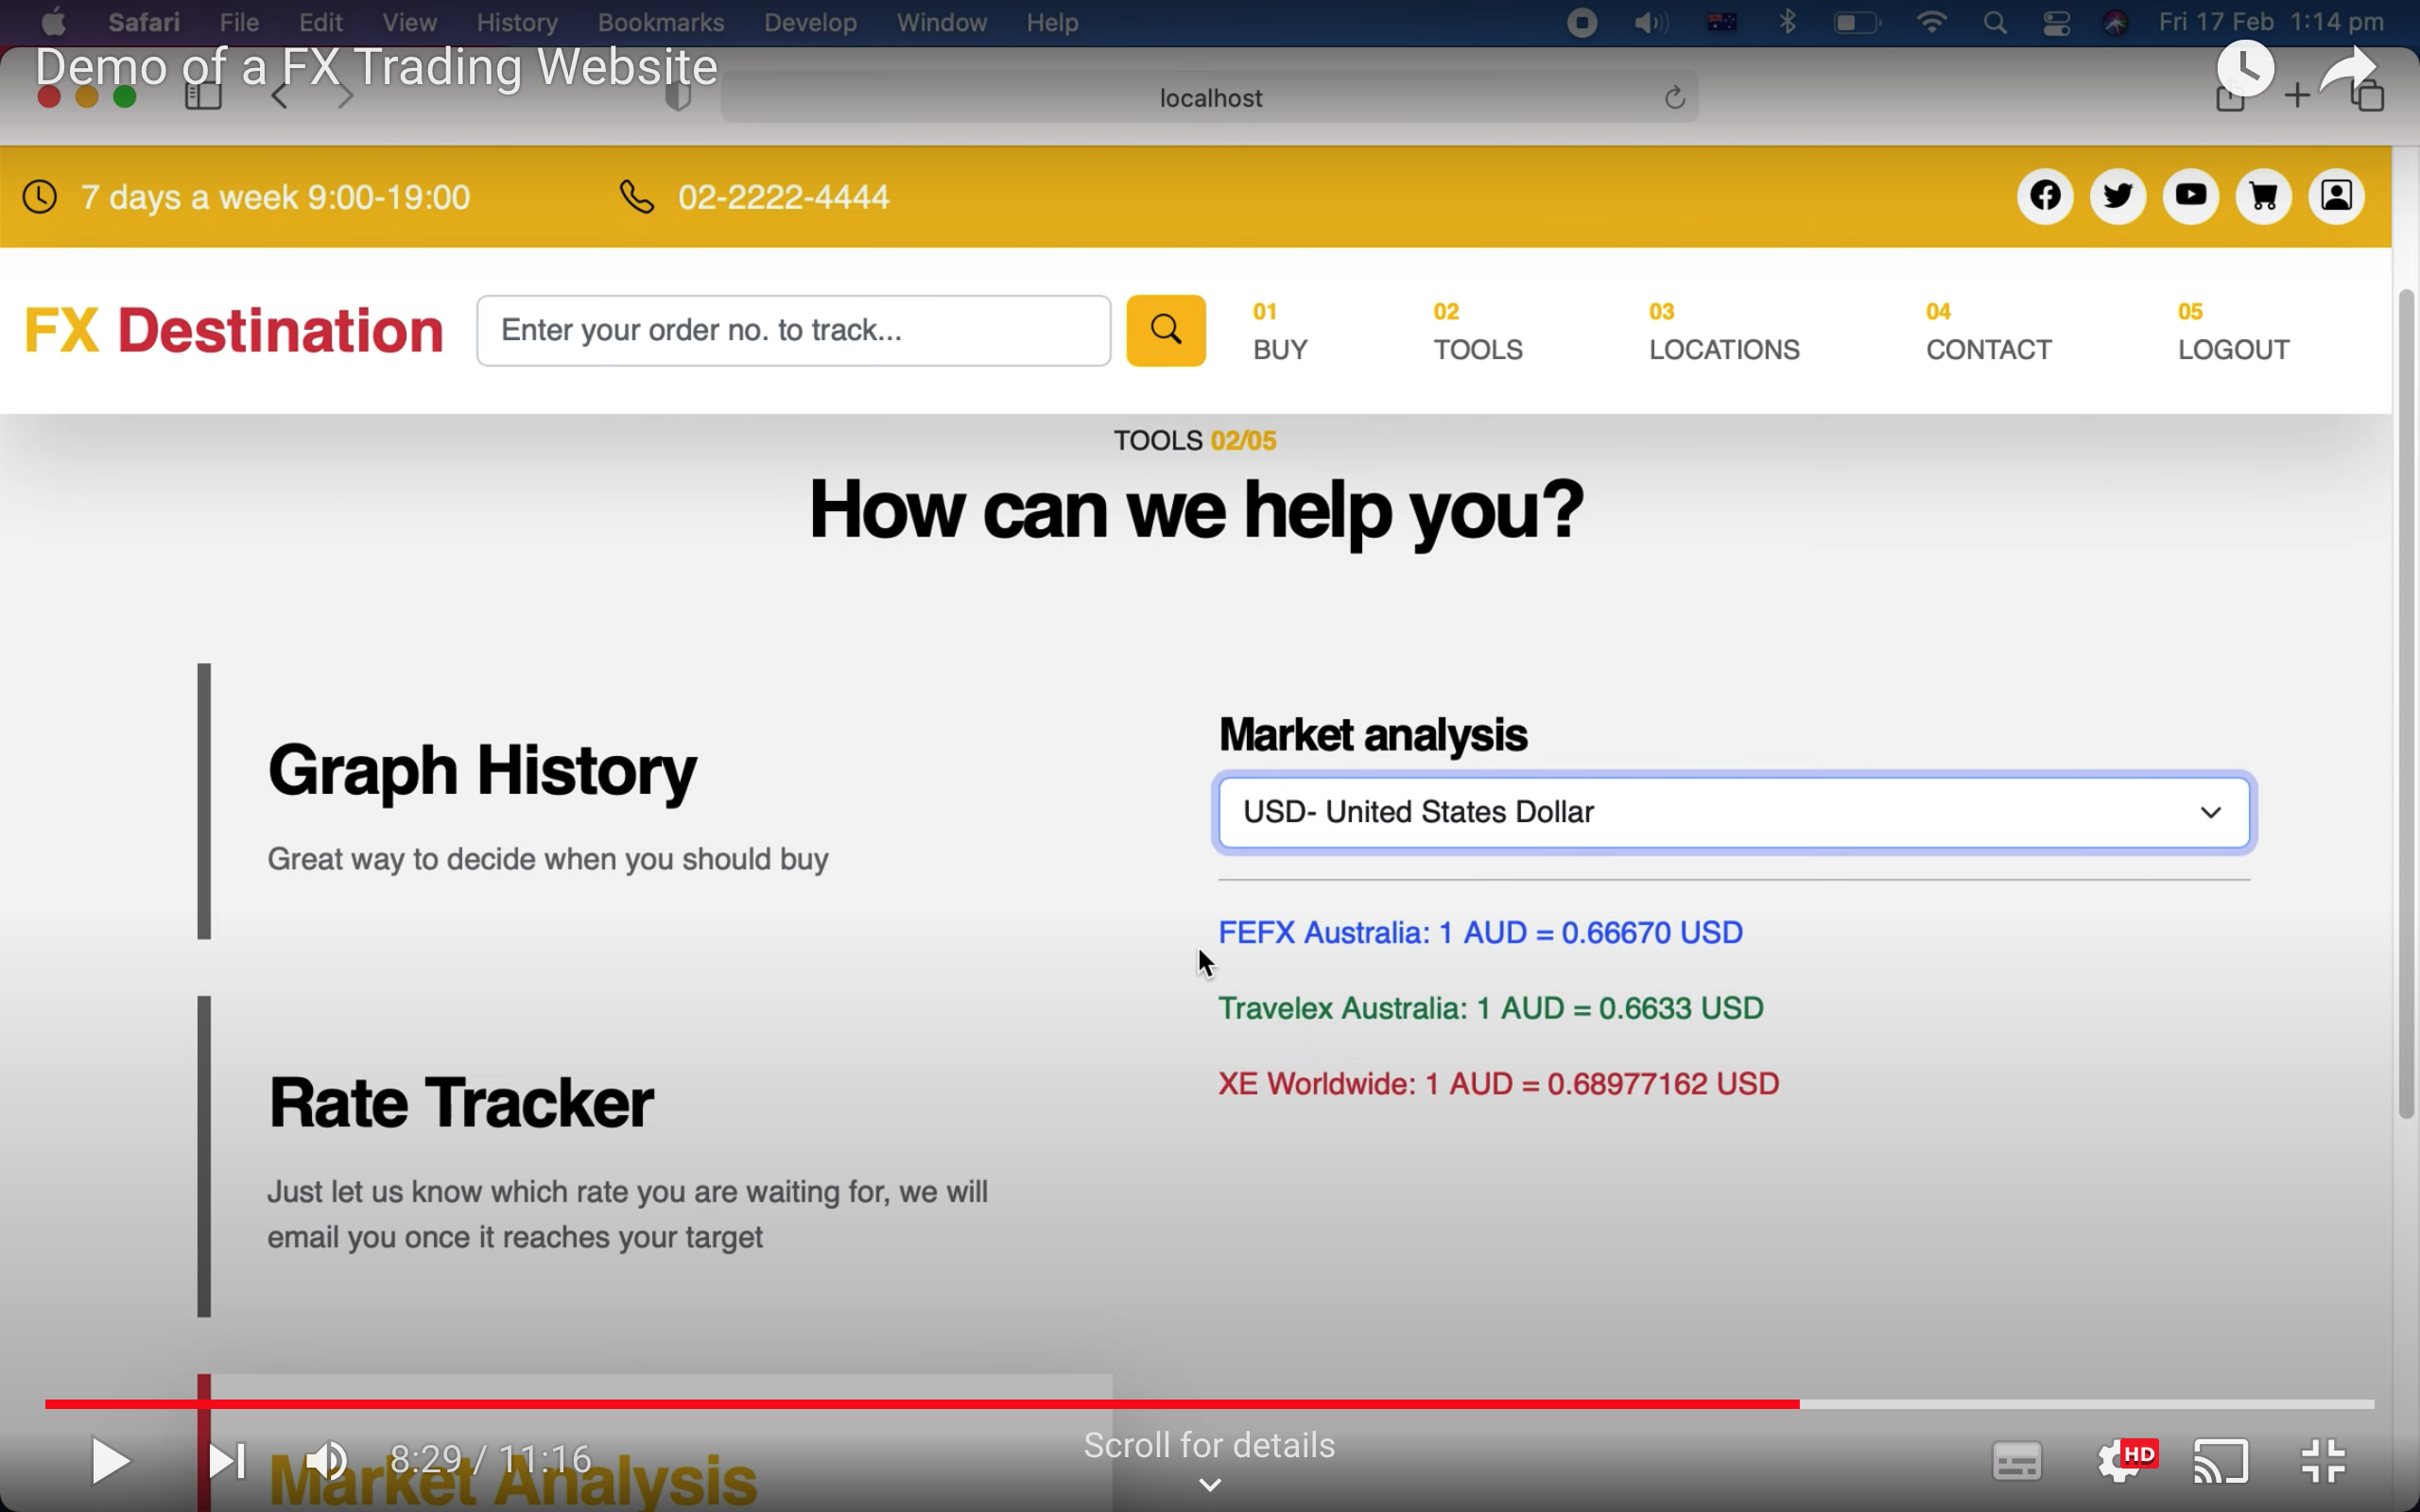 Safari File Edit View History Bookmarks Develop Window Help Fri 17 Feb 1:14 pm
Demo of a FX Trading Website
localhost
7 days a week 9:00-19:00 02-2222-4444
FX Destination Enter your order no. to track...
01 02 03 04 05
BUY TOOLS LOCATIONS CONTACT LOGOUT
TOOLS 02/05
How can we help you?
Graph History
Great way to decide when you should buy
Rate Tracker
Just let us know which rate you are waiting for, we will
email you once it reaches your target
Market Analysis
Market analysis
USD- United States Dollar
FEFX Australia: 1 AUD = 0.66670 USD
Travelex Australia: 1 AUD = 0.6633 USD
XE Worldwide: 1 AUD = 0.68977162 USD
8:29 / 11:16
Scroll for details
HD